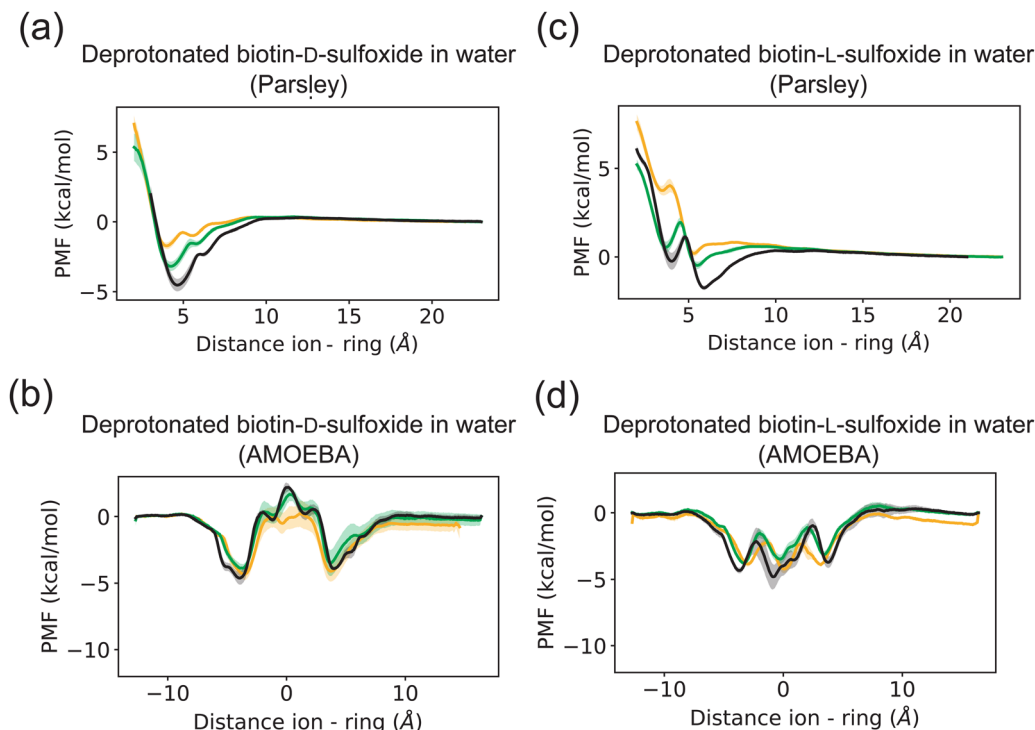 (a)
Deprotonated biotin-D-sulfoxide in water
(Parsley)
PMF (kcal/mol)
5
0
−5
5
10
15
20
Distance ion - ring (Å)
(c)
Deprotonated biotin-L-sulfoxide in water
(Parsley)
PMF (kcal/mol)
5
0
5
10
15
20
Distance ion - ring (Å)
(b)
Deprotonated biotin-D-sulfoxide in water
(AMOEBA)
PMF (kcal/mol)
0
−5
−10
−10
0
10
Distance ion - ring (Å)
(d)
Deprotonated biotin-L-sulfoxide in water
(AMOEBA)
PMF (kcal/mol)
0
−5
−10
−10
0
10
Distance ion - ring (Å)